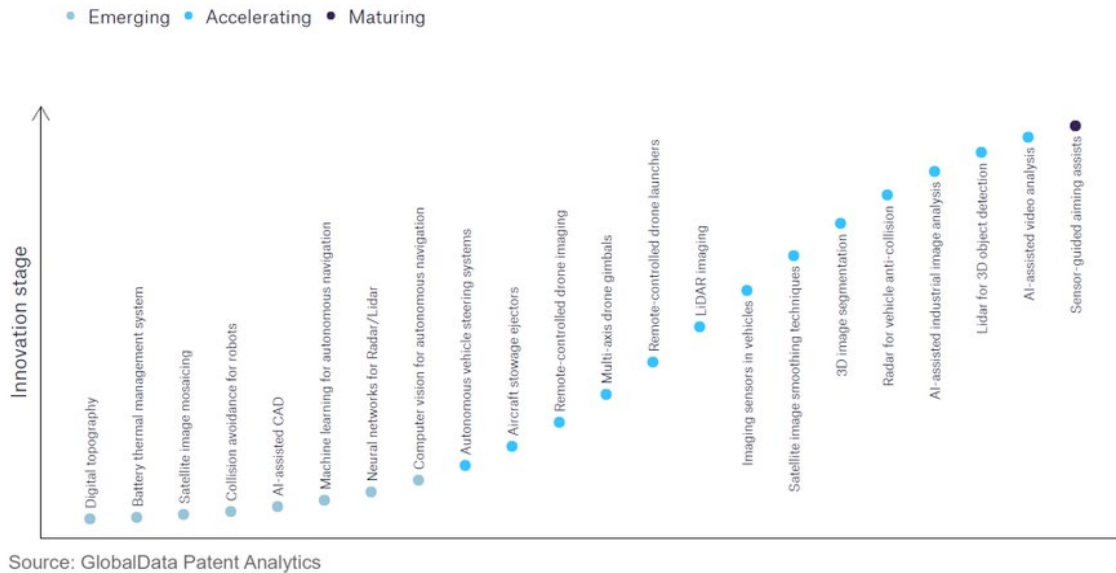 Emerging Accelerating Maturing
Innovation stage
Digital topography
Battery thermal management system
Satellite image mosaicing
Collision avoidance for robots
AI-assisted CAD
Machine learning for autonomous navigation
Neural networks for Radar/Lidar
Computer vision for autonomous navigation
Autonomous vehicle steering systems
Aircraft stowage ejectors
Remote-controlled drone imaging
Multi-axis drone gimbals
Remote-controlled drone launchers
LiDAR imaging
Imaging sensors in vehicles
Satellite image smoothing techniques
3D image segmentation
Radar for vehicle anti-collision
AI-assisted industrial image analysis
Lidar for 3D object detection
AI-assisted video analysis
Sensor-guided aiming assists
Source: GlobalData Patent Analytics